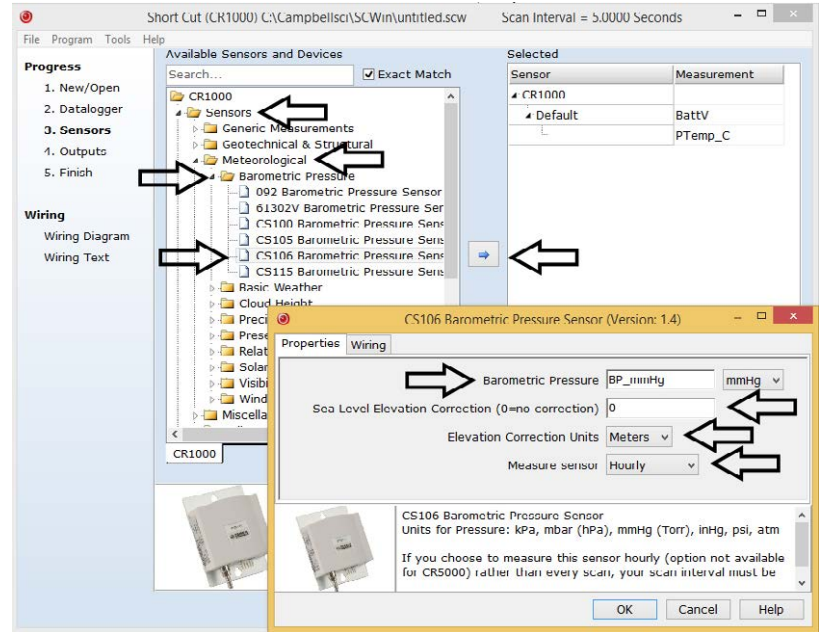 Short Cut (CR1000) C:\Campbellsci\SCWin\untitled.scw Scan Interval = 5.0000 Seconds
File Program Tools Help
Progress
1. New/Open
2. Datalogger
3. Sensors
4. Outputs
5. Finish
Wiring
Wiring Diagram
Wiring Text
Available Sensors and Devices
Search...
Exact Match
CR1000
Sensors
Generic Measurements
Geotechnical & Structural
Meteorological
Barometric Pressure
092 Barometric Pressure Sensor
61302V Barometric Pressure Ser
CS100 Barometric Pressure Sens
CS105 Barometric Pressure Sens
CS106 Barometric Pressure Sens
CS115 Barometric Pressure Sens
Basic Weather
Cloud Height
Preci
Prese
Relat
Solar
Visibi
Wind
Miscella
CR1000
Selected
Sensor Measurement
CR1000
Default BattV
PTemp_C
CS106 Barometric Pressure Sensor (Version: 1.4)
Properties Wiring
Barometric Pressure BP_mmHg mmHg
Sea Level Elevation Correction (0=no correction) 0
Elevation Correction Units Meters
Measure sensor Hourly
CS106 Barometric Pressure Sensor
Units for Pressure: kPa, mbar (hPa), mmHg (Torr), inHg, psi, atm
If you choose to measure this sensor hourly (option not available
for CR5000) rather than every scan, your scan interval must be
OK Cancel Help